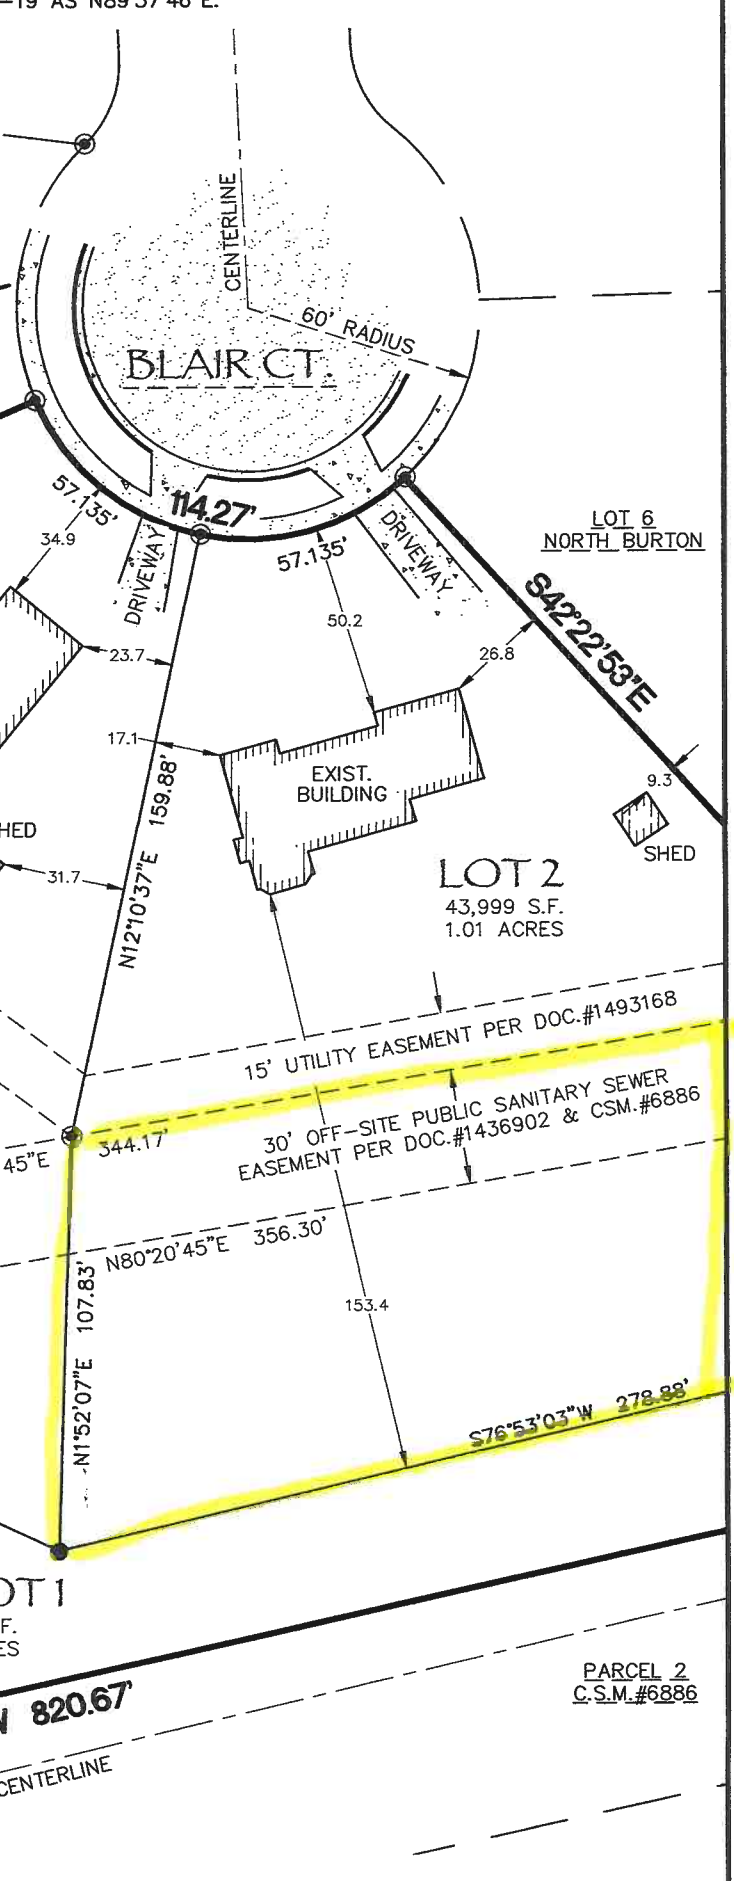 -19 AS N89°37'46"E.
CENTERLINE
60' RADIUS
BLAIR CT.
57.135'
114.27'
57.135'
34.9
DRIVEWAY
DRIVEWAY
LOT 6
NORTH BURTON
S42°22'53"E
50.2
26.8
23.7
17.1
EXIST.
BUILDING
9.3
SHED
HED
159.88'
N12°10'37"E
31.7
LOT 2
43,999 S.F.
1.01 ACRES
15' UTILITY EASEMENT PER DOC.#1493168
30' OFF-SITE PUBLIC SANITARY SEWER
EASEMENT PER DOC.#1436902 & CSM.#6886
45"E 344.17'
N80°20'45"E 356.30'
N1°52'07"E 107.83'
153.4
S76°53'03"W 278.88'
OT 1
F.
ES
PARCEL 2
C.S.M.#6886
820.67'
CENTERLINE